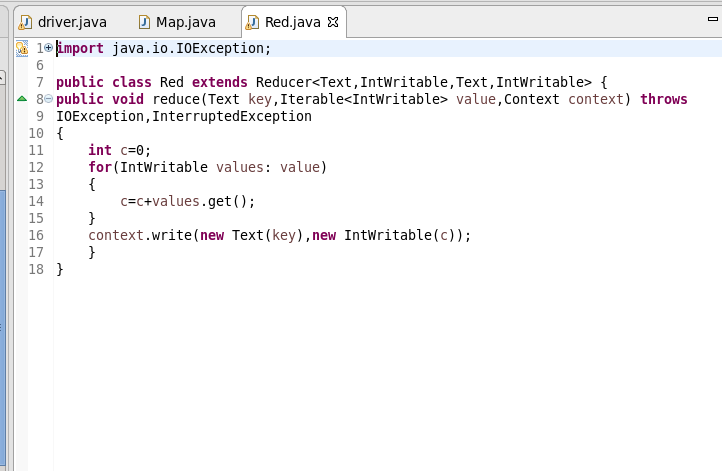 driver.java Map.java Red.java
1 import java.io.IOException;
6
7 public class Red extends Reducer<Text,IntWritable,Text,IntWritable> {
8 public void reduce(Text key,Iterable<IntWritable> value,Context context) throws
9 IOException,InterruptedException
10 {
11     int c=0;
12     for(IntWritable values: value)
13     {
14         c=c+values.get();
15     }
16     context.write(new Text(key),new IntWritable(c));
17     }
18 }